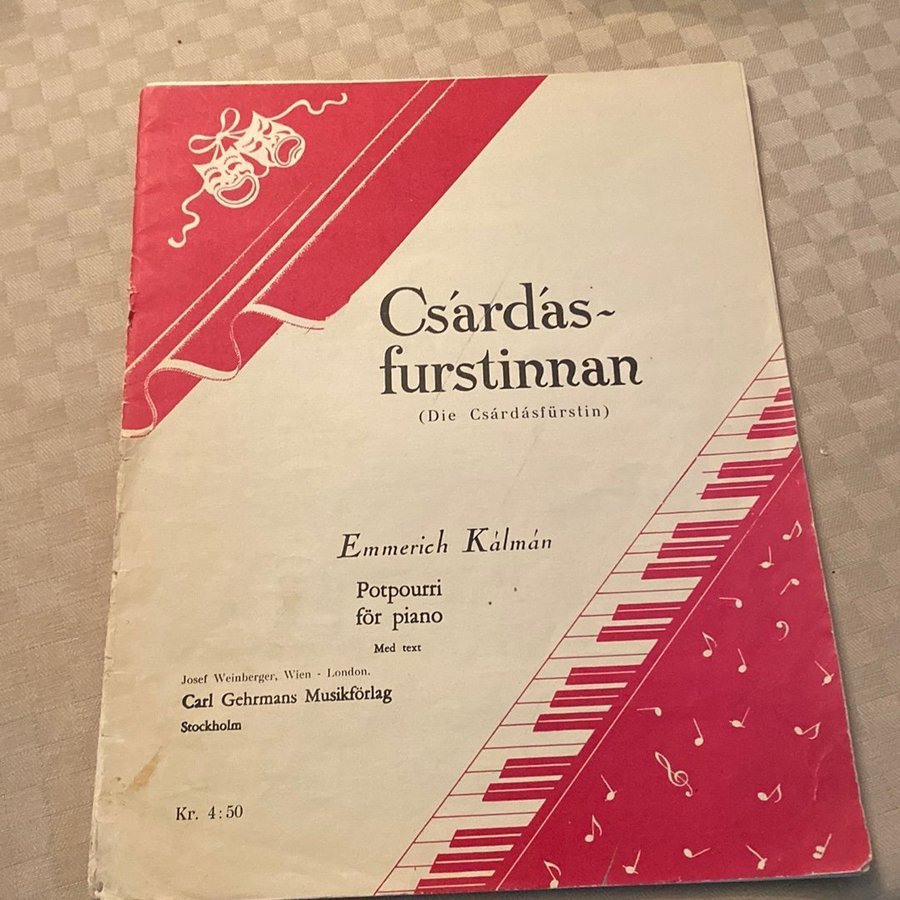 Csárdás-
furstinnan
(Die Csárdásfürstin)
Emmerich Kálmán
Potpourri
för piano
Med text
Josef Weinberger, Wien - London.
Carl Gehrmans Musikförlag
Stockholm
Kr. 4:50